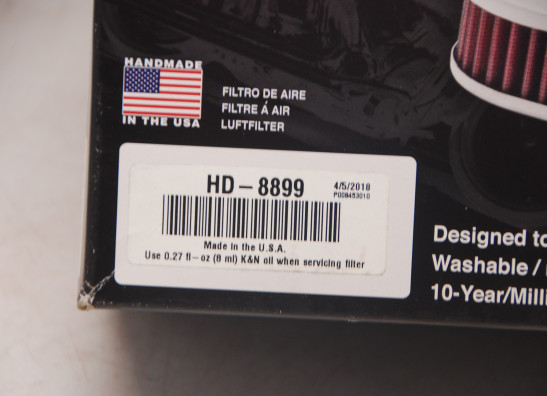 HANDMADE
IN THE USA
FILTRO DE AIRE
FILTRE Á AIR
LUFTFILTER
HD-8899
4/5/2018
Made in the U.S.A.
Use 0.27 fl-oz (8 ml) K&N oil when servicing filter
Designed to
Washable /
10-Year/Milli